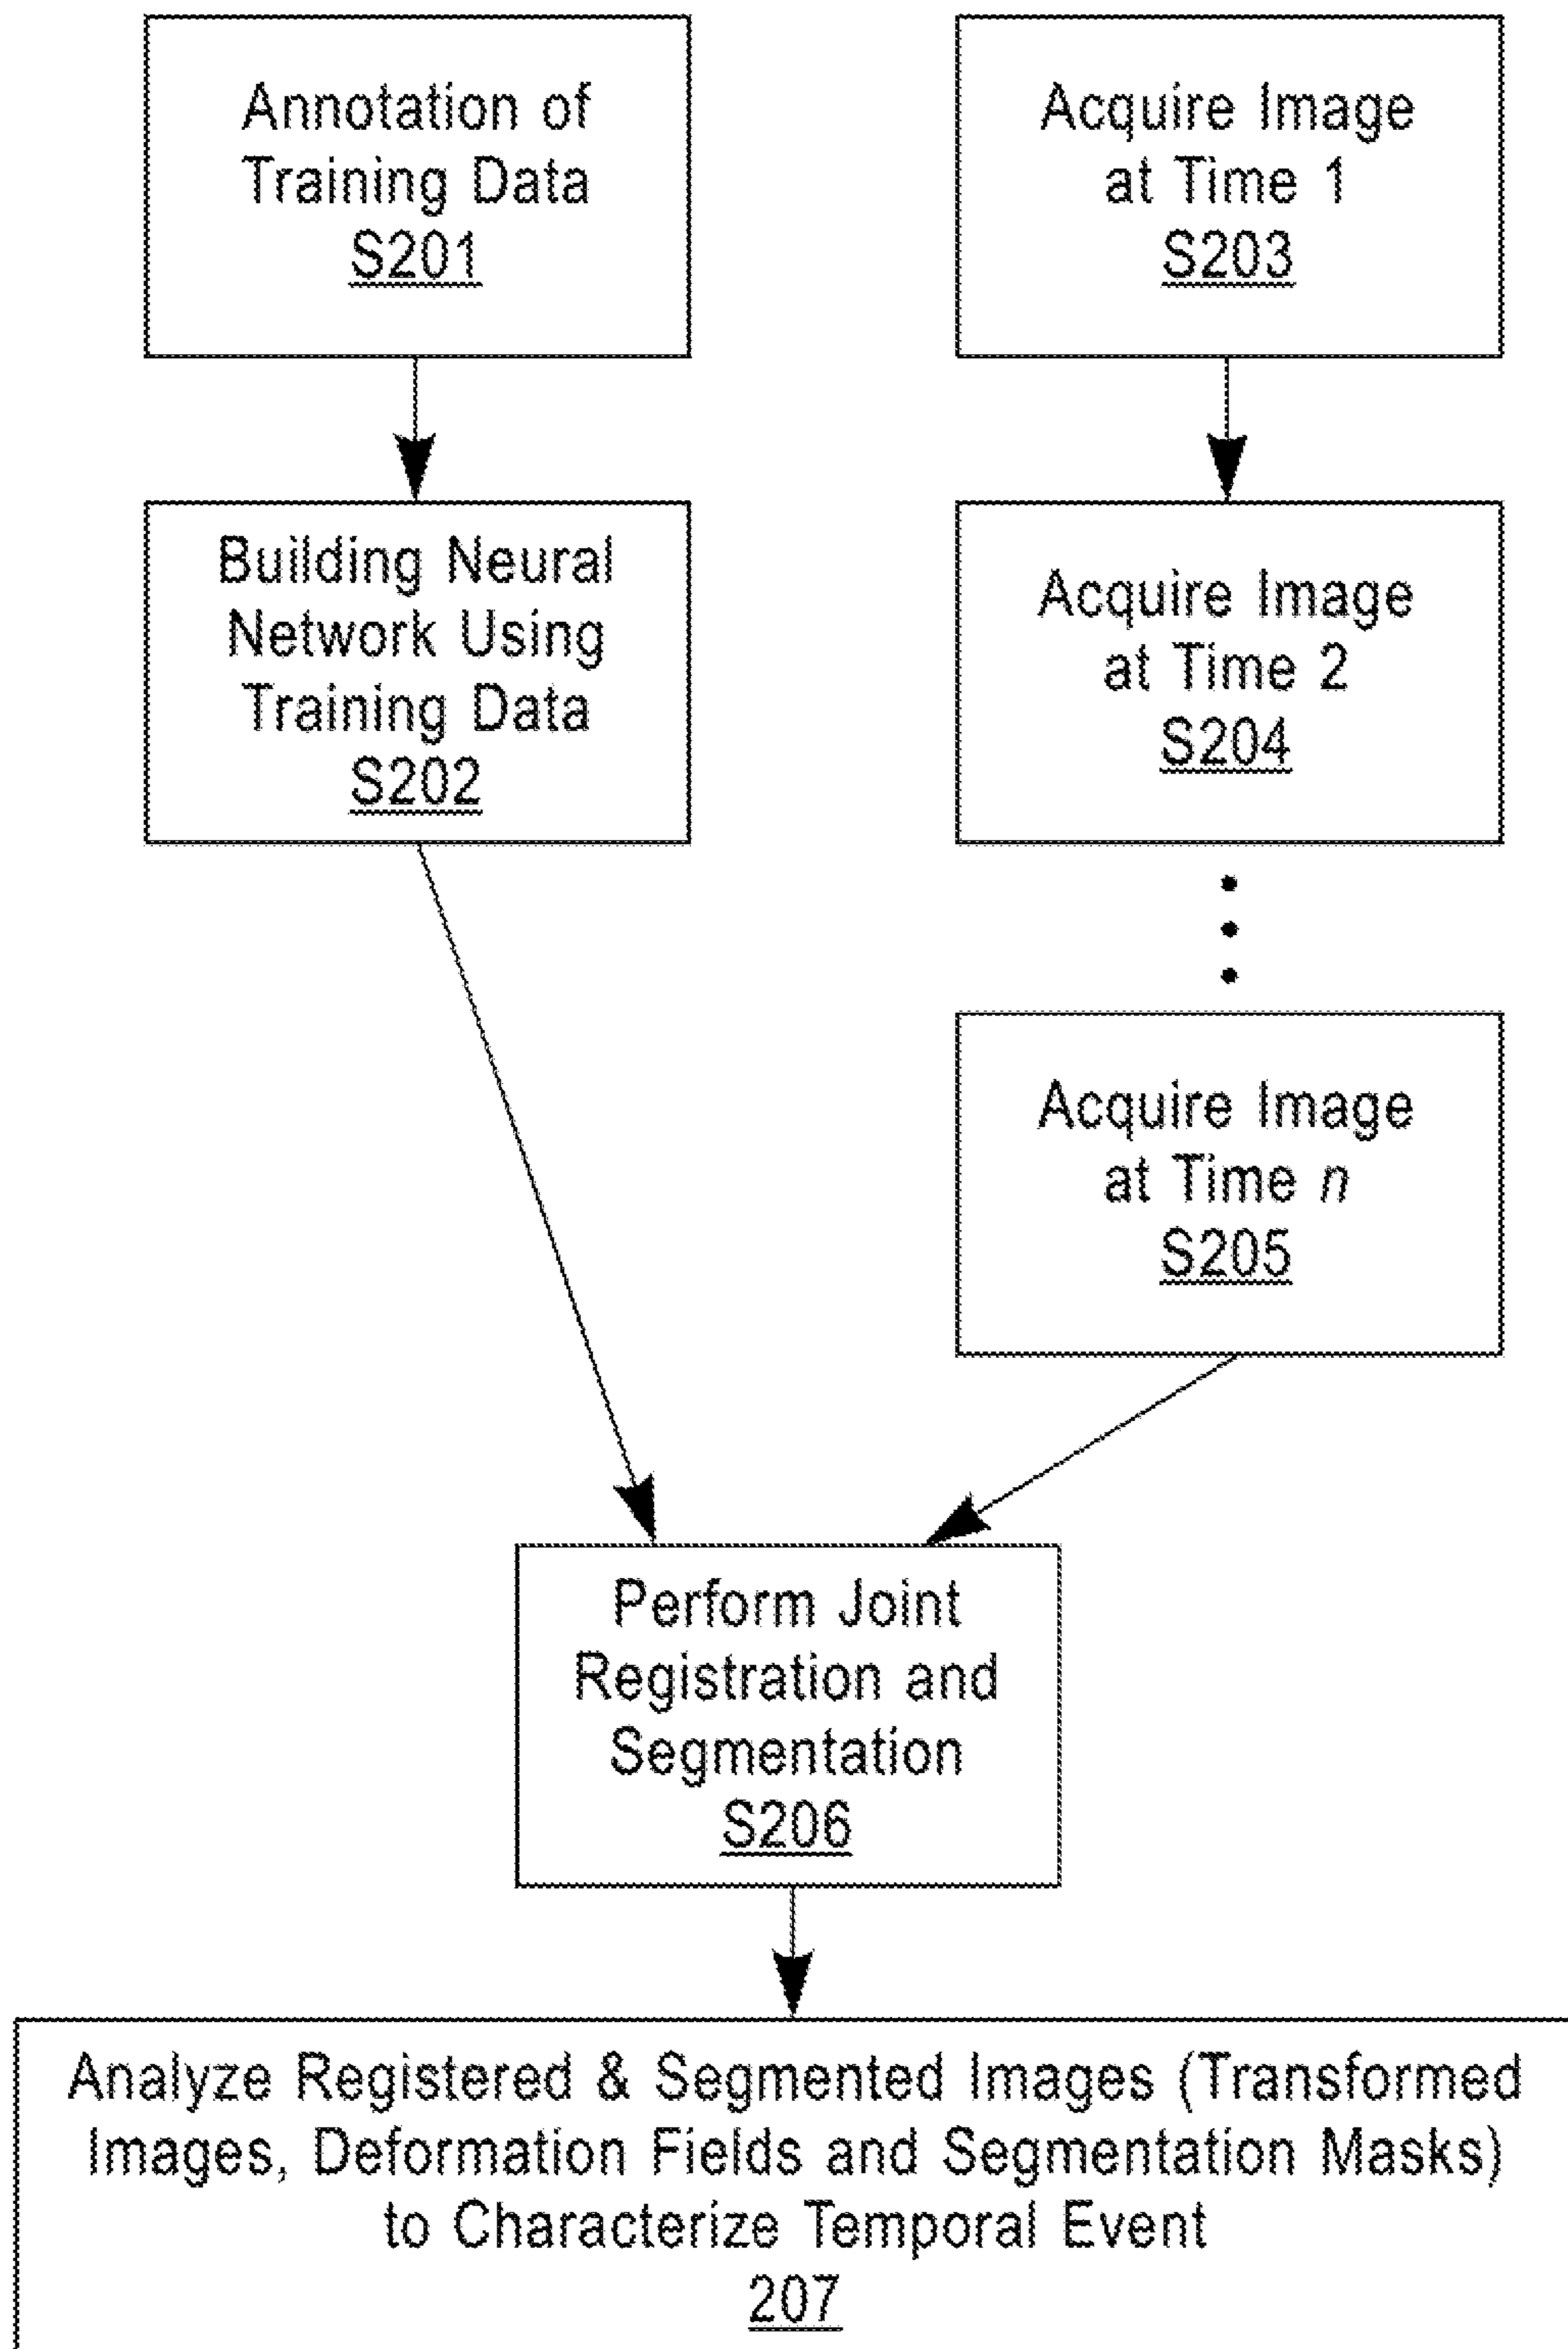 Annotation of
Training Data
S201
Building Neural
Network Using
Training Data
S202
Acquire Image
at Time 1
S203
Acquire Image
at Time 2
S204
Acquire Image
at Time n
S205
Perform Joint
Registration and
Segmentation
S206
Analyze Registered & Segmented Images (Transformed
Images, Deformation Fields and Segmentation Masks)
to Characterize Temporal Event
207